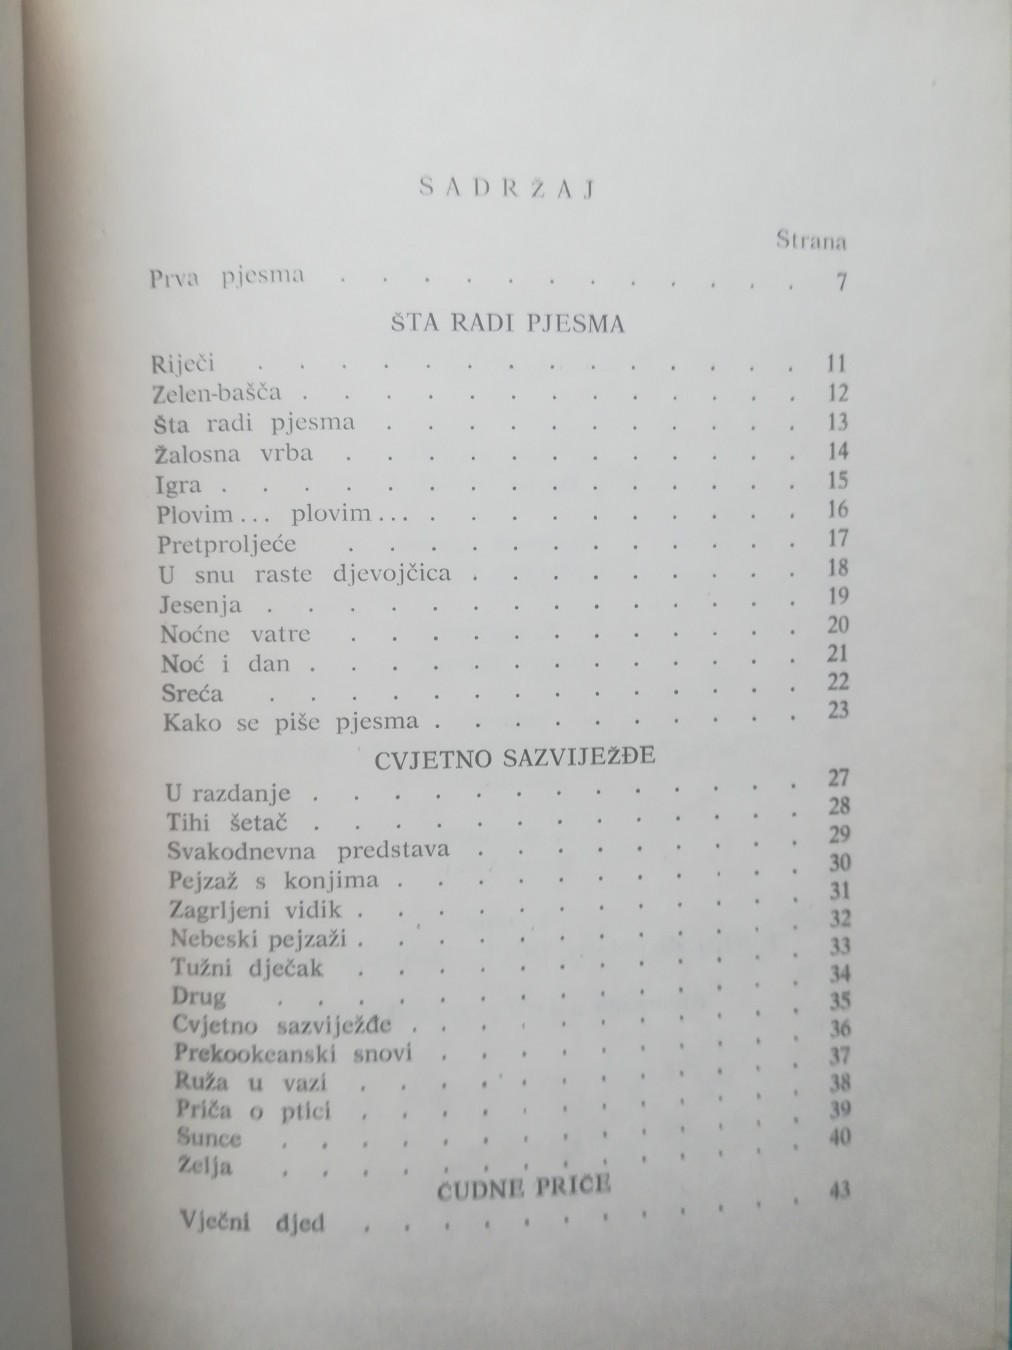 SADRŽAJ
Strana
Prva pjesma . . . . . . . . . . . . 7
ŠTA RADI PJESMA
Riječi . . . . . . . . . . . . . . 11
Zelen-bašča . . . . . . . . . . . . . 12
Šta radi pjesma . . . . . . . . . . . 13
Žalosna vrba . . . . . . . . . . . . 14
Igra . . . . . . . . . . . . . . . 15
Plovim... plovim... . . . . . . . . . . 16
Pretproljeće . . . . . . . . . . . . 17
U snu raste djevojčica . . . . . . . . . 18
Jesenja . . . . . . . . . . . . . . 19
Noćne vatre . . . . . . . . . . . . 20
Noć i dan . . . . . . . . . . . . . 21
Sreća . . . . . . . . . . . . . . 22
Kako se piše pjesma . . . . . . . . . . 23
CVJETNO SAZVIJEŽĐE
U razdanje . . . . . . . . . . . . . 27
Tihi šetač . . . . . . . . . . . . . 28
Svakodnevna predstava . . . . . . . . . 29
Pejzaž s konjima . . . . . . . . . . . 30
Zagrljeni vidik . . . . . . . . . . . . 31
Nebeski pejzaži . . . . . . . . . . . . 32
Tužni dječak . . . . . . . . . . . . 33
Drug . . . . . . . . . . . . . . 34
Cvjetno sazviježđe . . . . . . . . . . 35
Prekookeanski snovi . . . . . . . . . . 36
Ruža u vazi . . . . . . . . . . . . 37
Priča o ptici . . . . . . . . . . . . 38
Sunce . . . . . . . . . . . . . . 39
Želja . . . . . . . . . . . . . . 40
ČUDNE PRIČE
Vječni djed . . . . . . . . . . . . 43